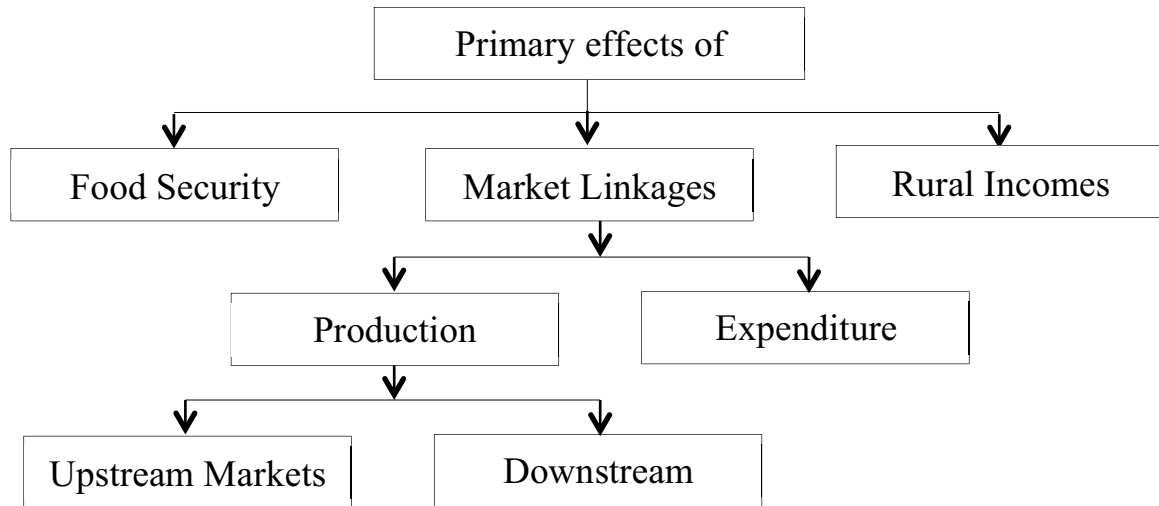 Primary effects of
Food Security
Market Linkages
Rural Incomes
Production
Expenditure
Upstream Markets
Downstream